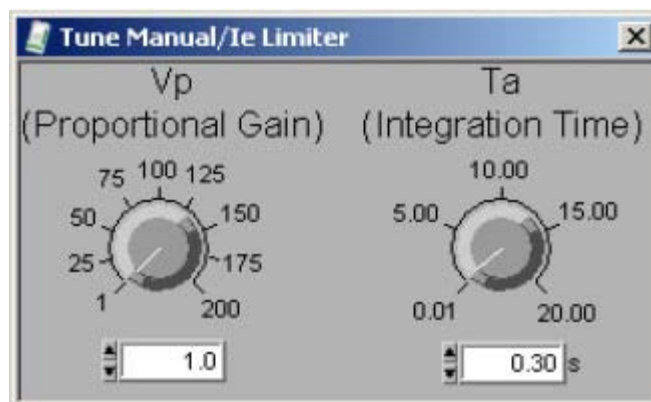 Tune Manual/Ie Limiter
Vp
(Proportional Gain)
75 100 125
50 150
25 175
1 200
1.0
Ta
(Integration Time)
10.00
5.00 15.00
0.01 20.00
0.30 s